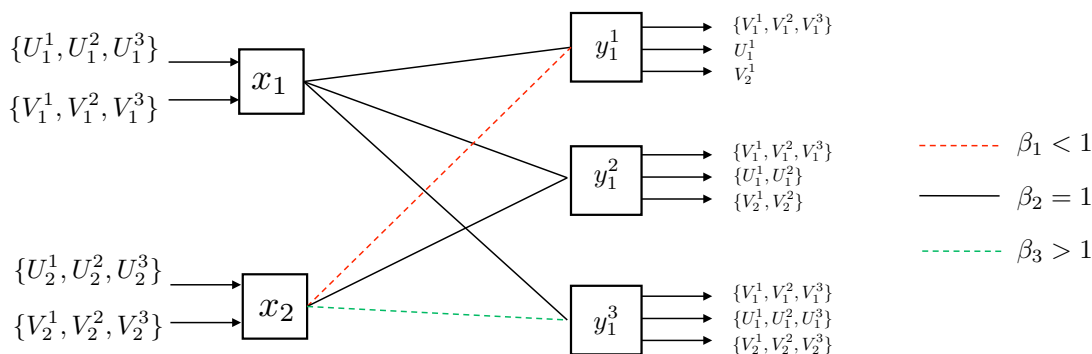 {U_1^1, U_1^2, U_1^3}
{V_1^1, V_1^2, V_1^3}
x_1
{U_2^1, U_2^2, U_2^3}
{V_2^1, V_2^2, V_2^3}
x_2
y_1^1
{V_1^1, V_1^2, V_1^3}
U_1^1
V_2^1
y_1^2
{V_1^1, V_1^2, V_1^3}
{U_1^1, U_1^2}
{V_2^1, V_2^2}
y_1^3
{V_1^1, V_1^2, V_1^3}
{U_1^1, U_1^2, U_1^3}
{V_2^1, V_2^2, V_2^3}
β_1 < 1
β_2 = 1
β_3 > 1